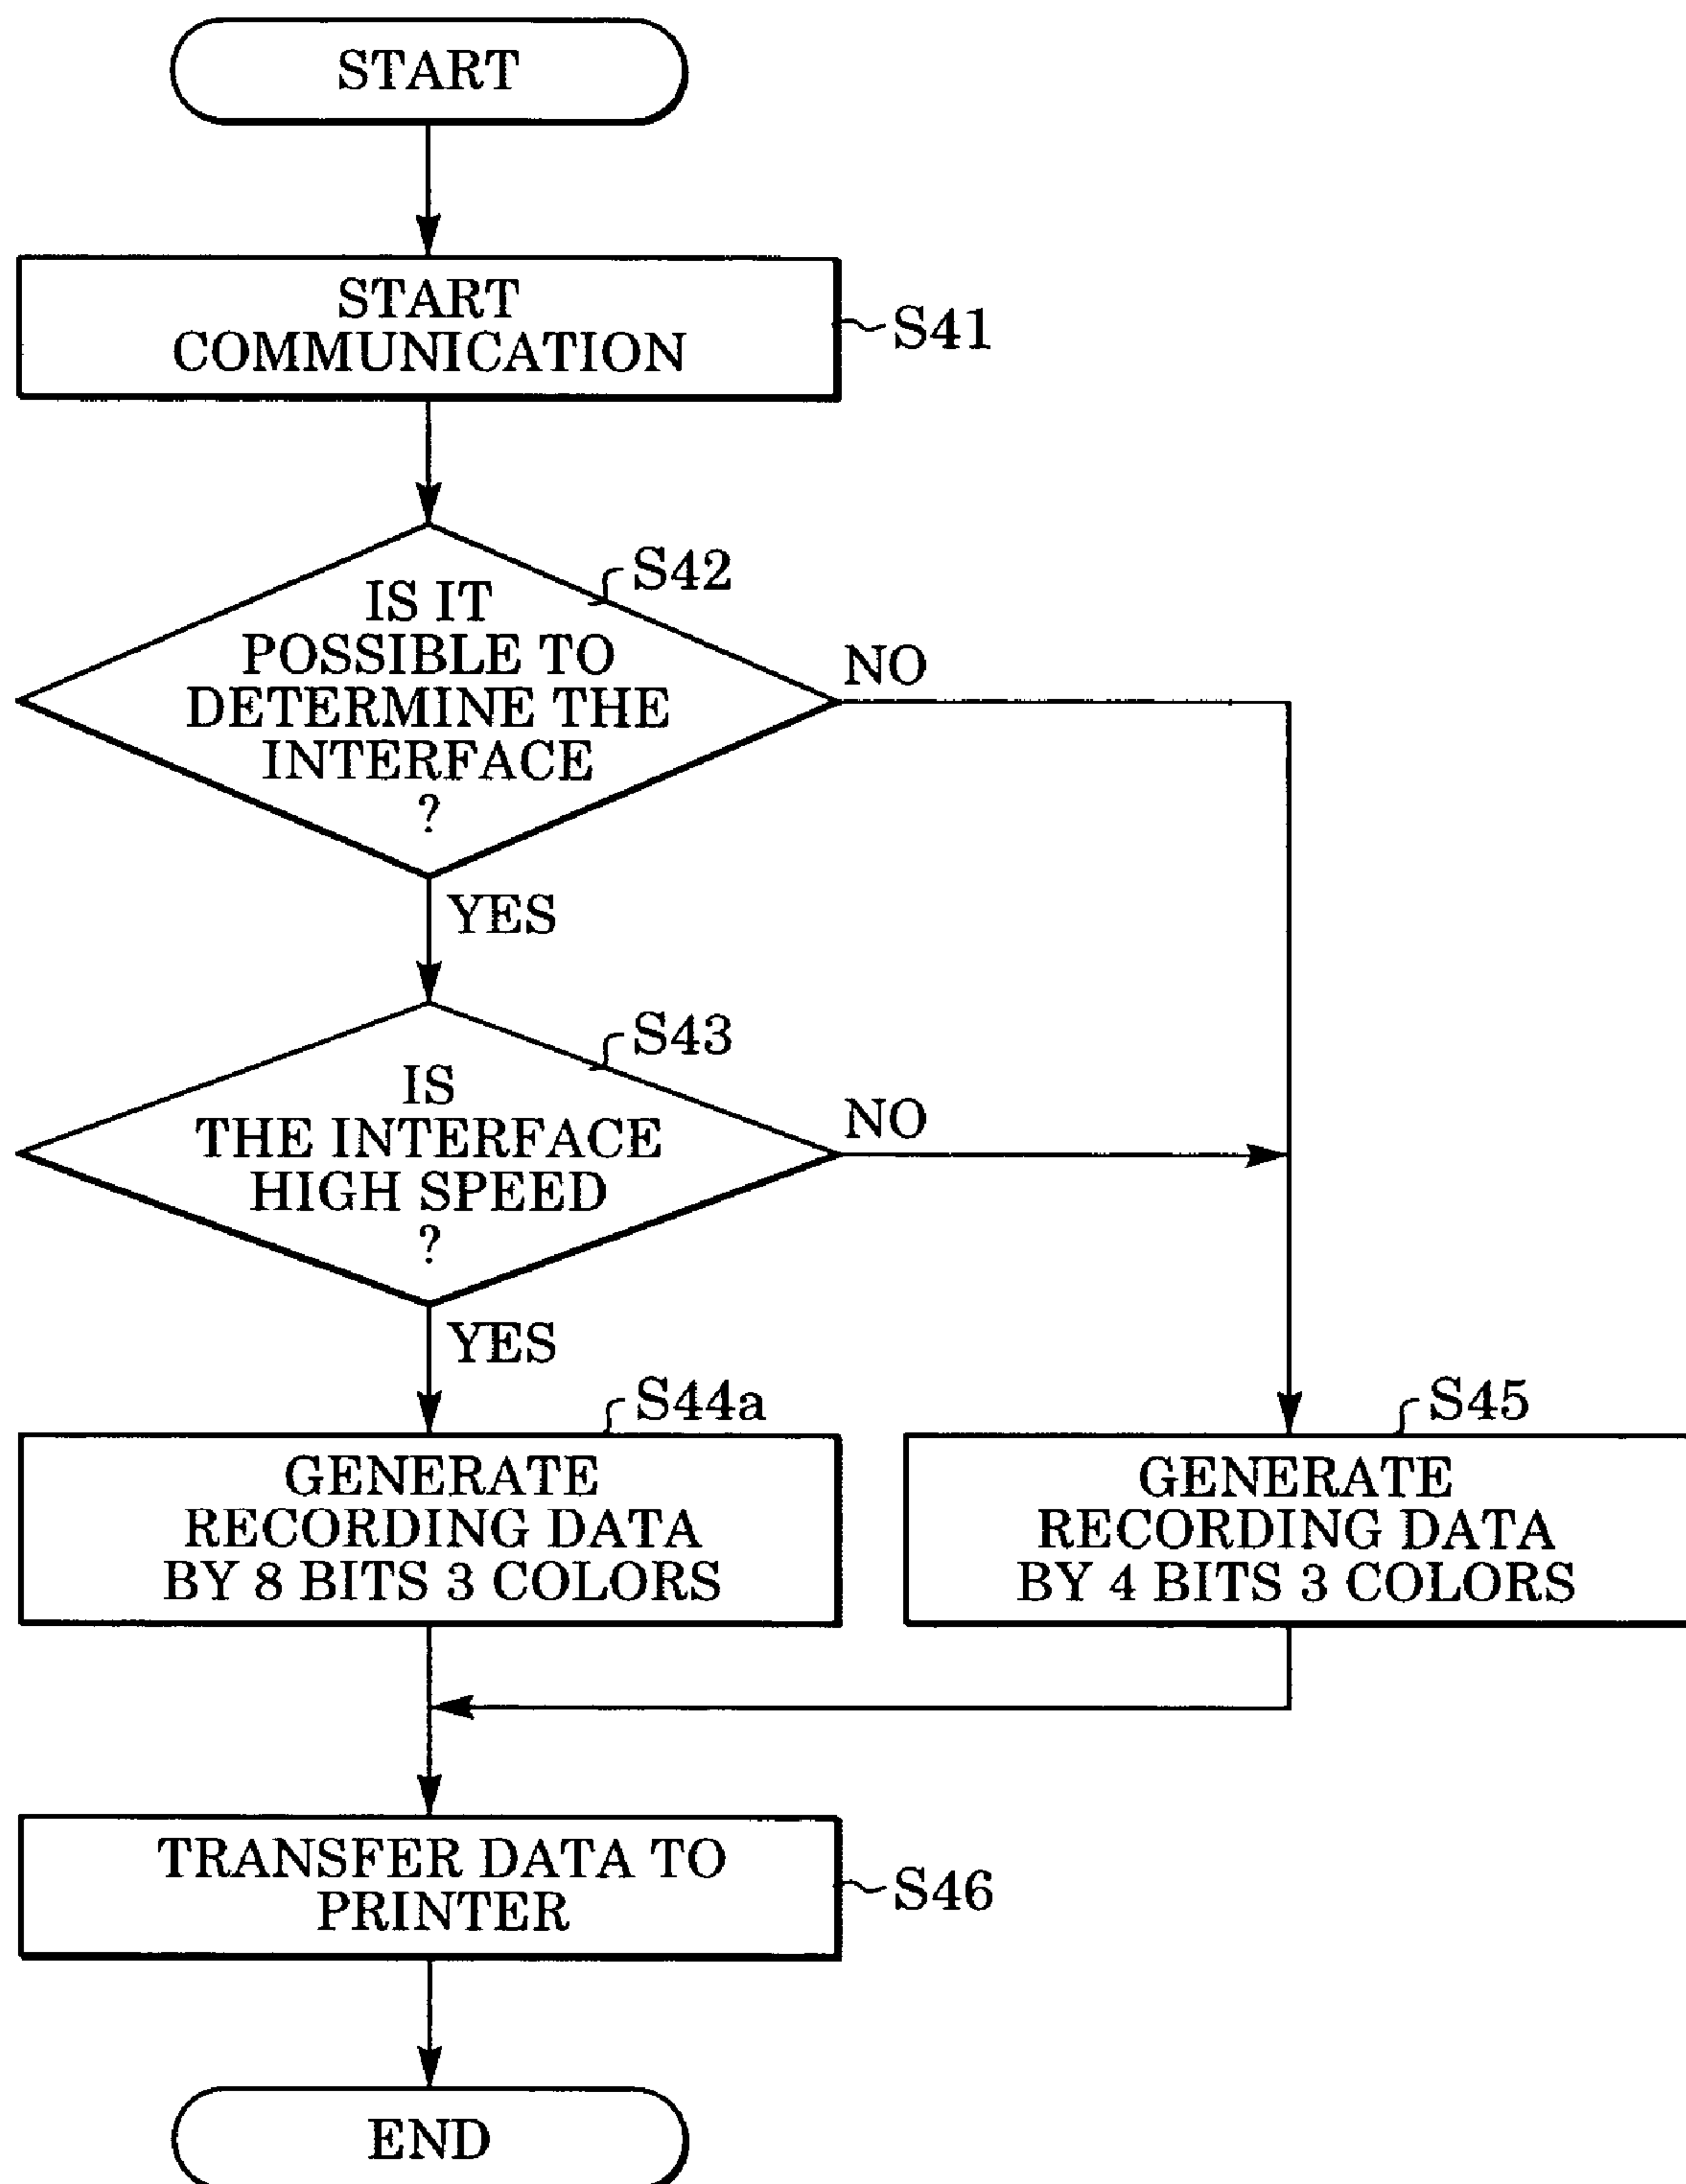 START
START
COMMUNICATION
S41
S42
IS IT
POSSIBLE TO
DETERMINE THE
INTERFACE
?
NO
YES
S43
IS
THE INTERFACE
HIGH SPEED
?
NO
YES
S44a
GENERATE
RECORDING DATA
BY 8 BITS 3 COLORS
S45
GENERATE
RECORDING DATA
BY 4 BITS 3 COLORS
TRANSFER DATA TO
PRINTER
S46
END